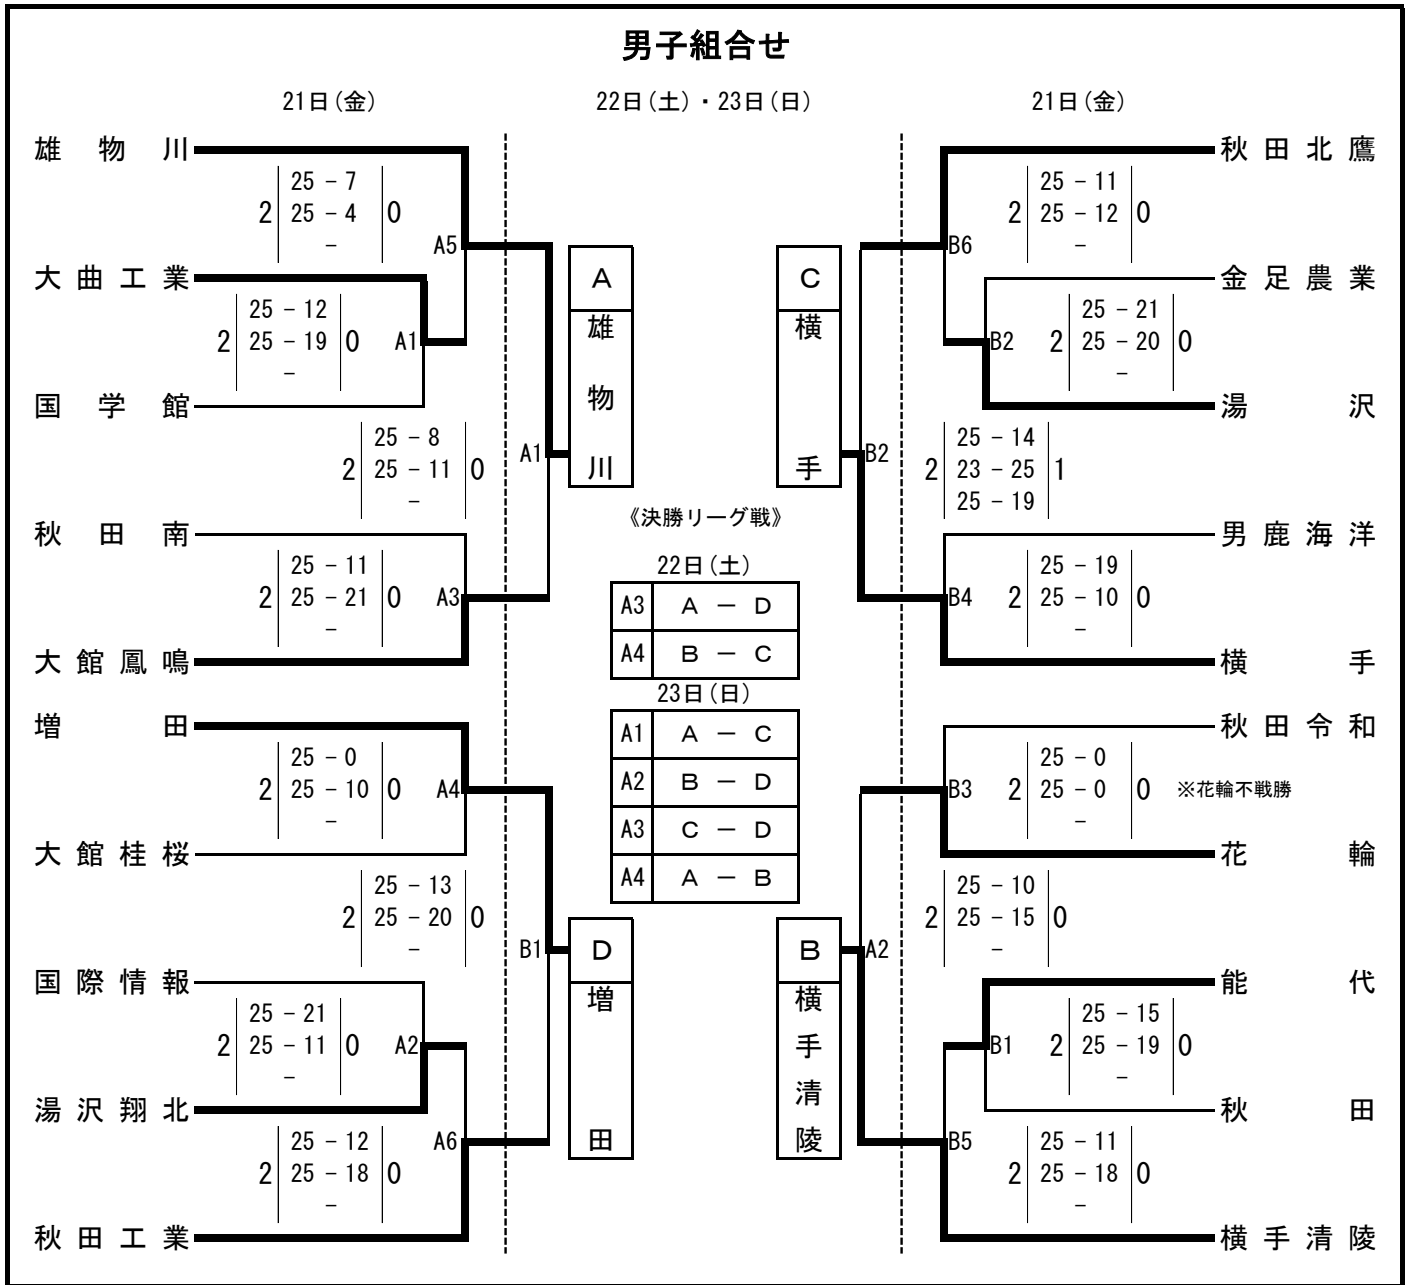 男子組合せ
21日(金)
22日(土)・23日(日)
21日(金)
雄物川
25 - 7
2 25 - 4 0
-
A5
大曲工業
25 - 12
2 25 - 19 0
-
A1
国学館
25 - 8
2 25 - 11 0
-
A1
秋田南
25 - 11
2 25 - 21 0
-
A3
大館鳳鳴
増田
25 - 0
2 25 - 10 0
-
A4
大館桂桜
25 - 13
2 25 - 20 0
-
B1
国際情報
25 - 21
2 25 - 11 0
-
A2
湯沢翔北
25 - 12
2 25 - 18 0
-
A6
秋田工業
A
雄物川
C
横手
《決勝リーグ戦》
22日(土)
A3 A － D
A4 B － C
23日(日)
A1 A － C
A2 B － D
A3 C － D
A4 A － B
D
増田
B
横手清陵
秋田北鷹
25 - 11
2 25 - 12 0
-
B6
金足農業
25 - 21
B2 2 25 - 20 0
-
湯沢
25 - 14
B2 2 23 - 25 1
25 - 19
男鹿海洋
25 - 19
B4 2 25 - 10 0
-
横手
秋田令和
25 - 0
B3 2 25 - 0 0 ※花輪不戦勝
-
花輪
25 - 10
2 25 - 15 0
-
A2
能代
25 - 15
B1 2 25 - 19 0
-
秋田
25 - 11
B5 2 25 - 18 0
-
横手清陵